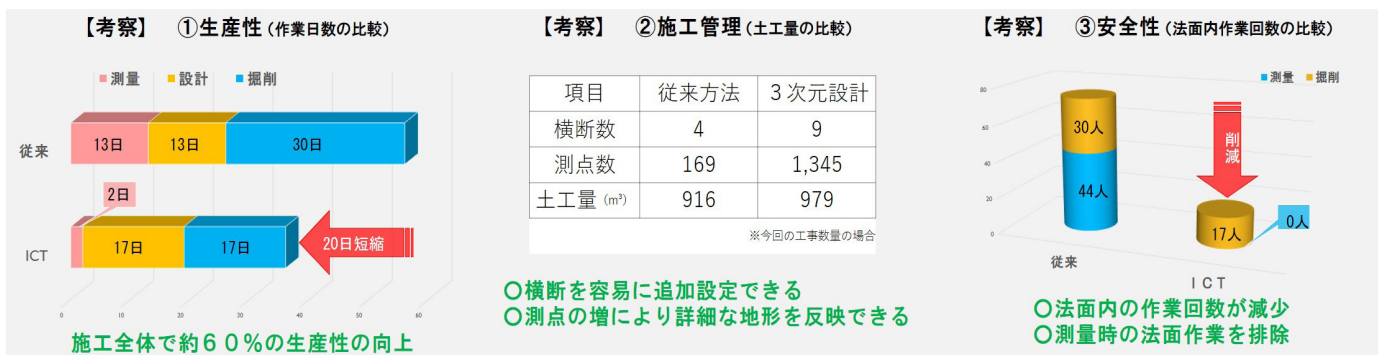 【考察】 ①生産性(作業日数の比較)
測量 設計 掘削
従来 13日 13日 30日
2日
ICT 17日 17日 20日短縮
0 10 20 30 40 50 60
施工全体で約60%の生産性の向上
【考察】 ②施工管理(土工量の比較)
項目 従来方法 3次元設計
横断数 4 9
測点数 169 1,345
土工量(m³) 916 979
※今回の工事数量の場合
〇横断を容易に追加設定できる
〇測点の増により詳細な地形を反映できる
【考察】 ③安全性(法面内作業回数の比較)
測量 掘削
80
60
40
20
0
30人
44人
削減
17人
0人
従来
ICT
〇法面内の作業回数が減少
〇測量時の法面作業を排除